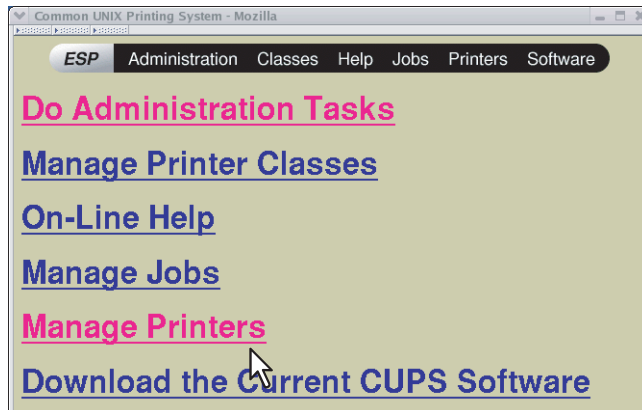 Common UNIX Printing System - Mozilla
ESP Administration Classes Help Jobs Printers Software
Do Administration Tasks
Manage Printer Classes
On-Line Help
Manage Jobs
Manage Printers
Download the Current CUPS Software